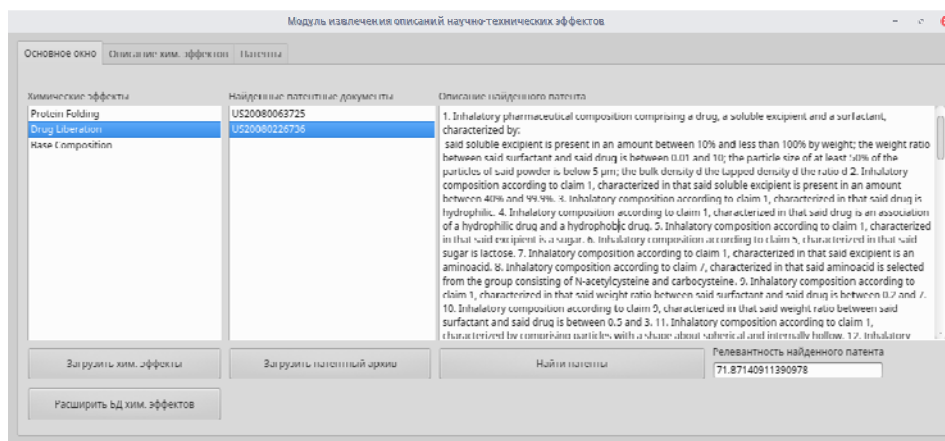 Модуль извлечения описаний научно-технических эффектов
Основное окно Описание хим. эффектов Патенты
Химические эффекты
Protein Folding
Drug Liberation
Base Composition
Найденные патентные документы
US20080063725
US20080226736
Описание найденного патента
1. Inhalatory pharmaceutical composition comprising a drug, a soluble excipient and a surfactant,
characterized by:
said soluble excipient is present in an amount between 10% and less than 100% by weight; the weight ratio
between said surfactant and said drug is between 0.01 and 10; the particle size of at least 50% of the
particles of said powder is below 5 µm; the bulk density d the tapped density d the ratio d 2. Inhalatory
composition according to claim 1, characterized in that said soluble excipient is present in an amount
between 40% and 99.9%. 3. Inhalatory composition according to claim 1, characterized in that said drug is
hydrophilic. 4. Inhalatory composition according to claim 1, characterized in that said drug is an association
of a hydrophilic drug and a hydrophobic drug. 5. Inhalatory composition according to claim 1, characterized
in that said excipient is a sugar. 6. Inhalatory composition according to claim 5, characterized in that said
sugar is lactose. 7. Inhalatory composition according to claim 1, characterized in that said excipient is an
aminoacid. 8. Inhalatory composition according to claim 7, characterized in that said aminoacid is selected
from the group consisting of N-acetylcysteine and carbocysteine. 9. Inhalatory composition according to
claim 1, characterized in that said weight ratio between said surfactant and said drug is between 0.2 and 7.
10. Inhalatory composition according to claim 9, characterized in that said weight ratio between said
surfactant and said drug is between 0.5 and 3. 11. Inhalatory composition according to claim 1,
characterized by comprising particles with a shape about spherical and internally hollow. 12. Inhalatory
Загрузить хим. эффекты
Загрузить патентный архив
Найти патенты
Релевантность найденного патента
71.87140911390978
Расширить БД хим. эффектов